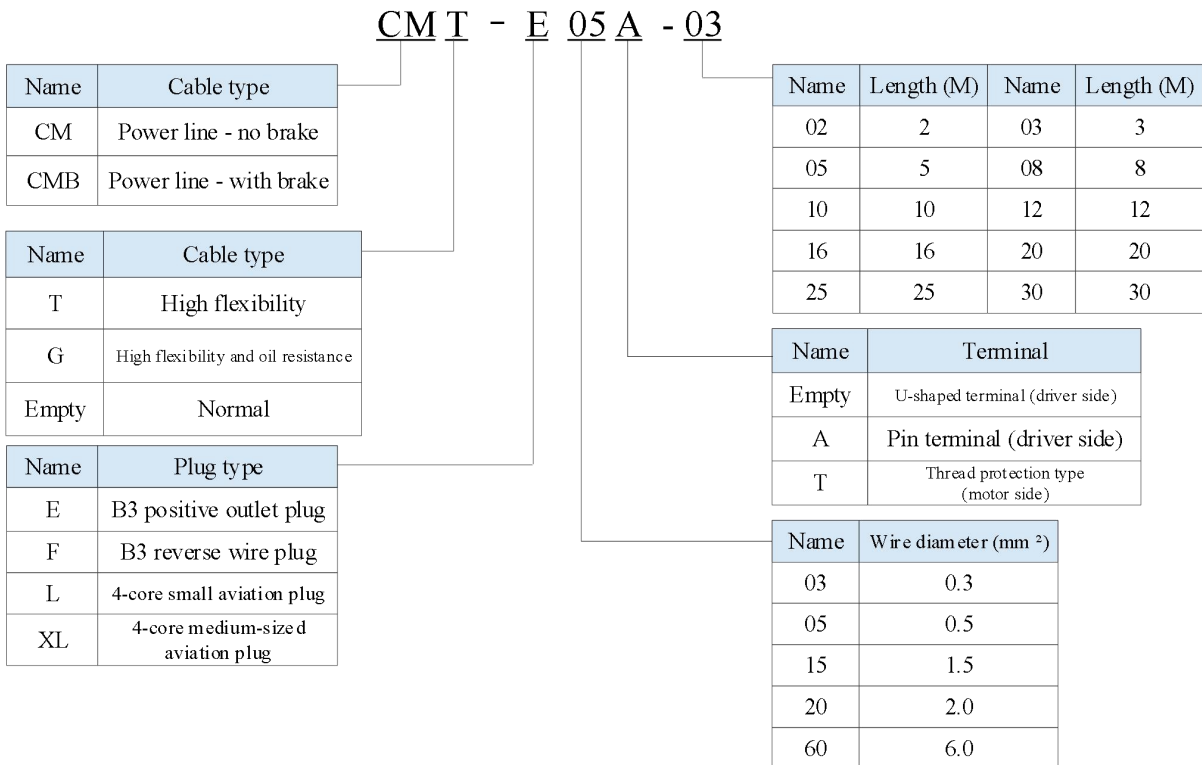 CMT - E 05 A - 03
Name Cable type
CM Power line - no brake
CMB Power line - with brake
Name Cable type
T High flexibility
G High flexibility and oil resistance
Empty Normal
Name Plug type
E B3 positive outlet plug
F B3 reverse wire plug
L 4-core small aviation plug
XL 4-core medium-sized
aviation plug
Name Length (M) Name Length (M)
02 2 03 3
05 5 08 8
10 10 12 12
16 16 20 20
25 25 30 30
Name Terminal
Empty U-shaped terminal (driver side)
A Pin terminal (driver side)
T Thread protection type
(motor side)
Name Wire diameter (mm ²)
03 0.3
05 0.5
15 1.5
20 2.0
60 6.0